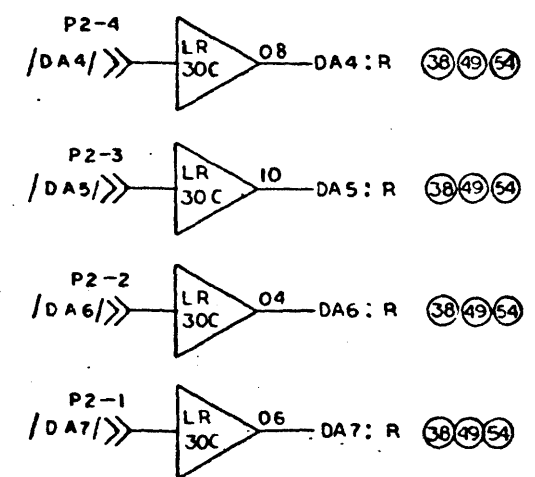 P2-4
/DA4/>> LR 30C 08 DA4:R 38 49 54
P2-3
/DA5/>> LR 30C 10 DA5:R 38 49 54
P2-2
/DA6/>> LR 30C 04 DA6:R 38 49 54
P2-1
/DA7/>> LR 30C 06 DA7:R 38 49 54